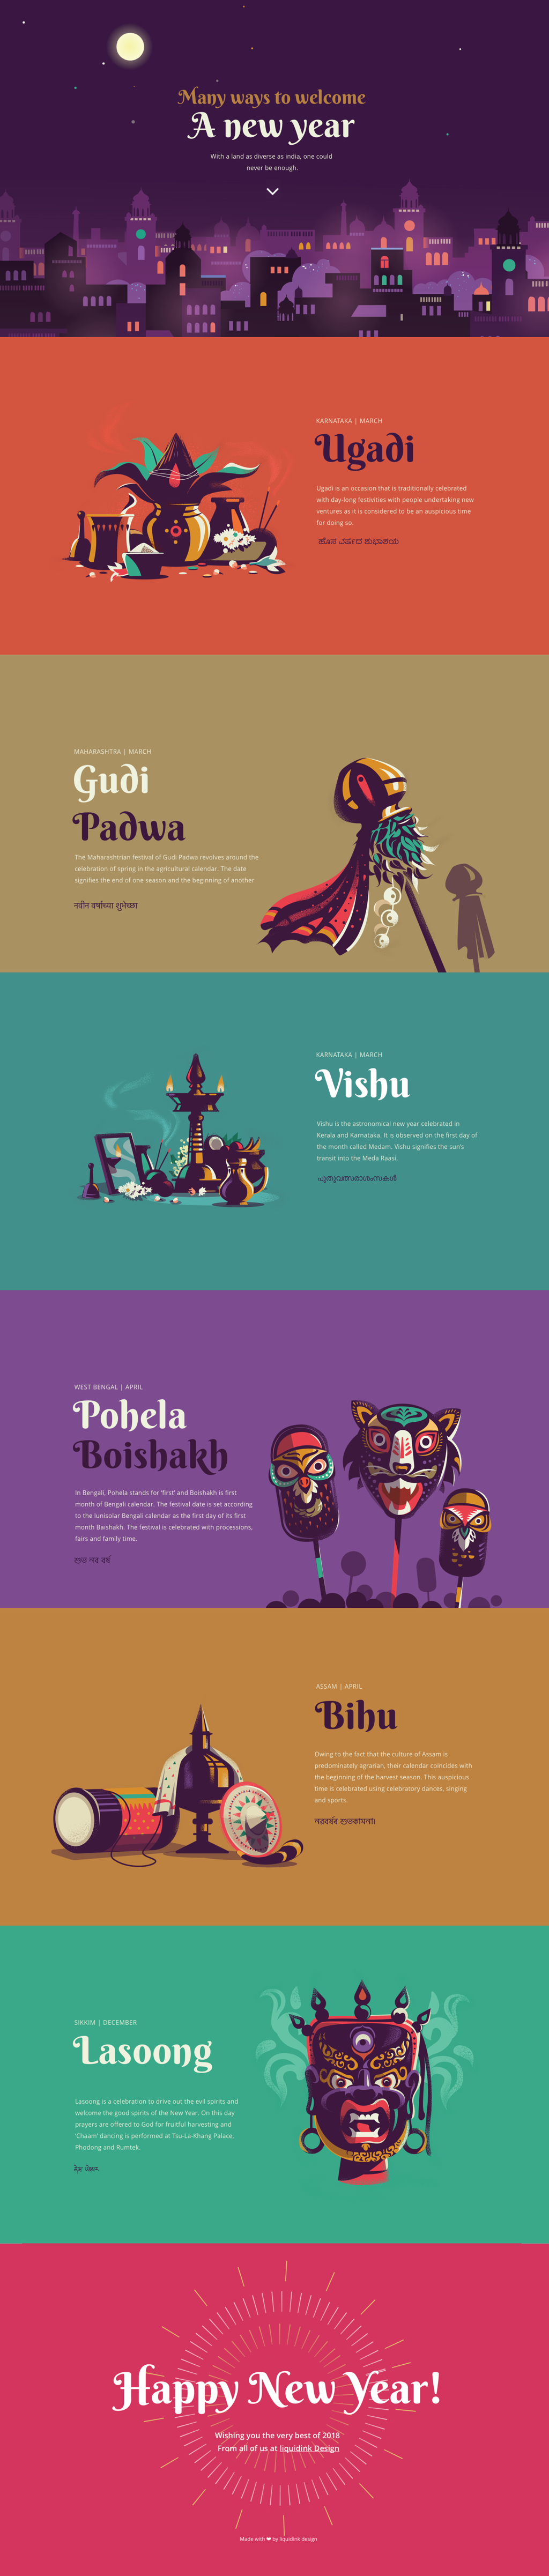 Many ways to welcome
A new year
With a land as diverse as india, one could
never be enough.
KARNATAKA | MARCH
Ugadi
Ugadi is an occasion that is traditionally celebrated
with day-long festivities with people undertaking new
ventures as it is considered to be an auspicious time
for doing so.
ಹೊಸ ವರ್ಷದ ಶುಭಾಶಯ
MAHARASHTRA | MARCH
Gudi
Padwa
The Maharashtrian festival of Gudi Padwa revolves around the
celebration of spring in the agricultural calendar. The date
signifies the end of one season and the beginning of another
नवीन वर्षाच्या शुभेच्छा
KARNATAKA | MARCH
Vishu
Vishu is the astronomical new year celebrated in
Kerala and Karnataka. It is observed on the first day of
the month called Medam. Vishu signifies the sun's
transit into the Meda Raasi.
പുതുവത്സരാശംസകൾ
WEST BENGAL | APRIL
Pohela
Boishakh
In Bengali, Pohela stands for 'first' and Boishakh is first
month of Bengali calendar. The festival date is set according
to the lunisolar Bengali calendar as the first day of its first
month Baishakh. The festival is celebrated with processions,
fairs and family time.
শুভ নব বর্ষ
ASSAM | APRIL
Bihu
Owing to the fact that the culture of Assam is
predominately agrarian, their calendar coincides with
the beginning of the harvest season. This auspicious
time is celebrated using celebratory dances, singing
and sports.
নৱবৰ্ষৰ শুভকামনা।
SIKKIM | DECEMBER
Lasoong
Lasoong is a celebration to drive out the evil spirits and
welcome the good spirits of the New Year. On this day
prayers are offered to God for fruitful harvesting and
'Chaam' dancing is performed at Tsu-La-Khang Palace,
Phodong and Rumtek.
Happy New Year!
Wishing you the very best of 2018
From all of us at liquidink Design
Made with ❤ by liquidink design